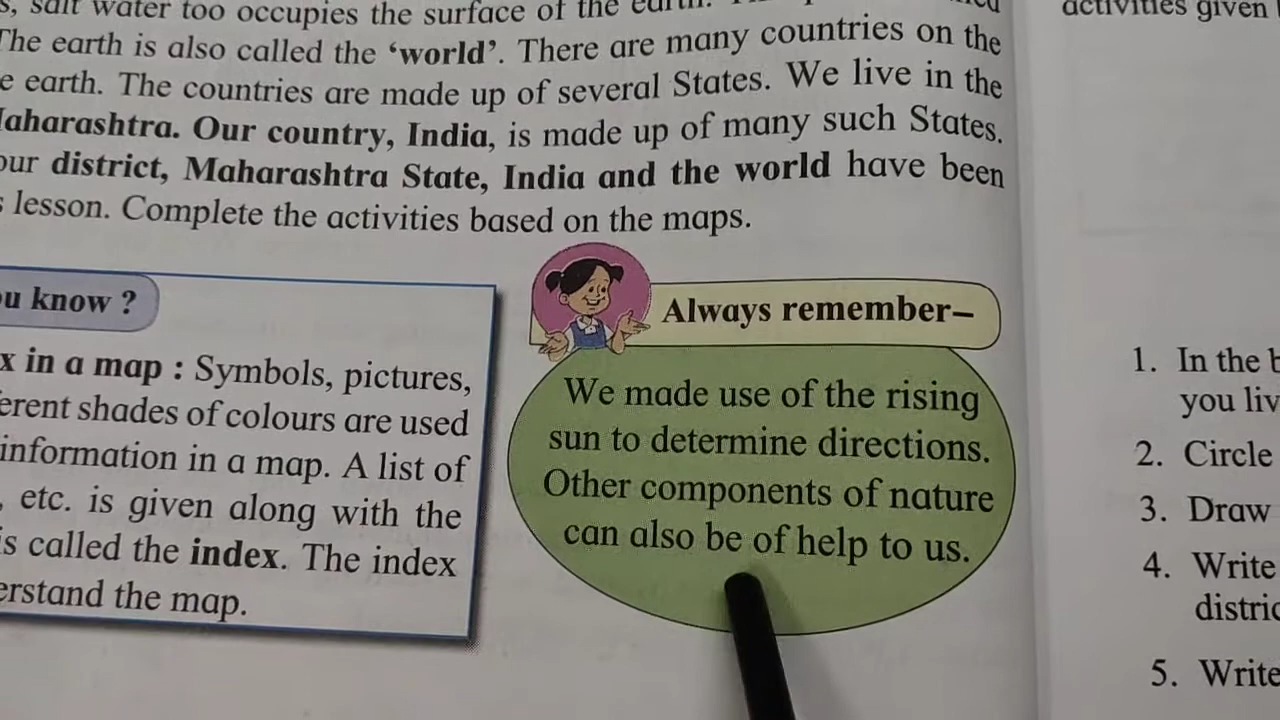 salt water too occupies the surface of the earth.
The earth is also called the ‘world’. There are many countries on the
earth. The countries are made up of several States. We live in the
Maharashtra. Our country, India, is made up of many such States.
our district, Maharashtra State, India and the world have been
lesson. Complete the activities based on the maps.
know ?
in a map : Symbols, pictures,
shades of colours are used
information in a map. A list of
etc. is given along with the
is called the index. The index
the map.
Always remember–
We made use of the rising
sun to determine directions.
Other components of nature
can also be of help to us.
activities given
1. In the
you
2. Circle
3. Draw
4. Write
5. Write